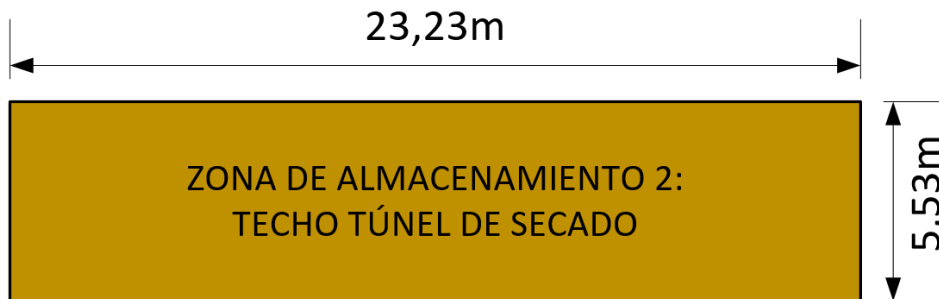 23,23m
ZONA DE ALMACENAMIENTO 2:
TECHO TÚNEL DE SECADO
5.53m